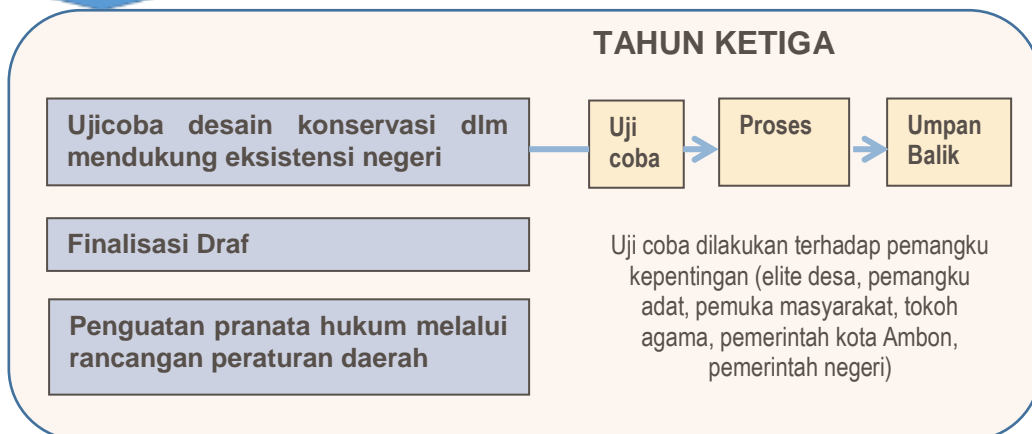 TAHUN KETIGA
Ujicoba desain konservasi dlm
mendukung eksistensi negeri
Uji
coba
Proses
Umpan
Balik
Finalisasi Draf
Penguatan pranata hukum melalui
rancangan peraturan daerah
Uji coba dilakukan terhadap pemangku
kepentingan (elite desa, pemangku
adat, pemuka masyarakat, tokoh
agama, pemerintah kota Ambon,
pemerintah negeri)